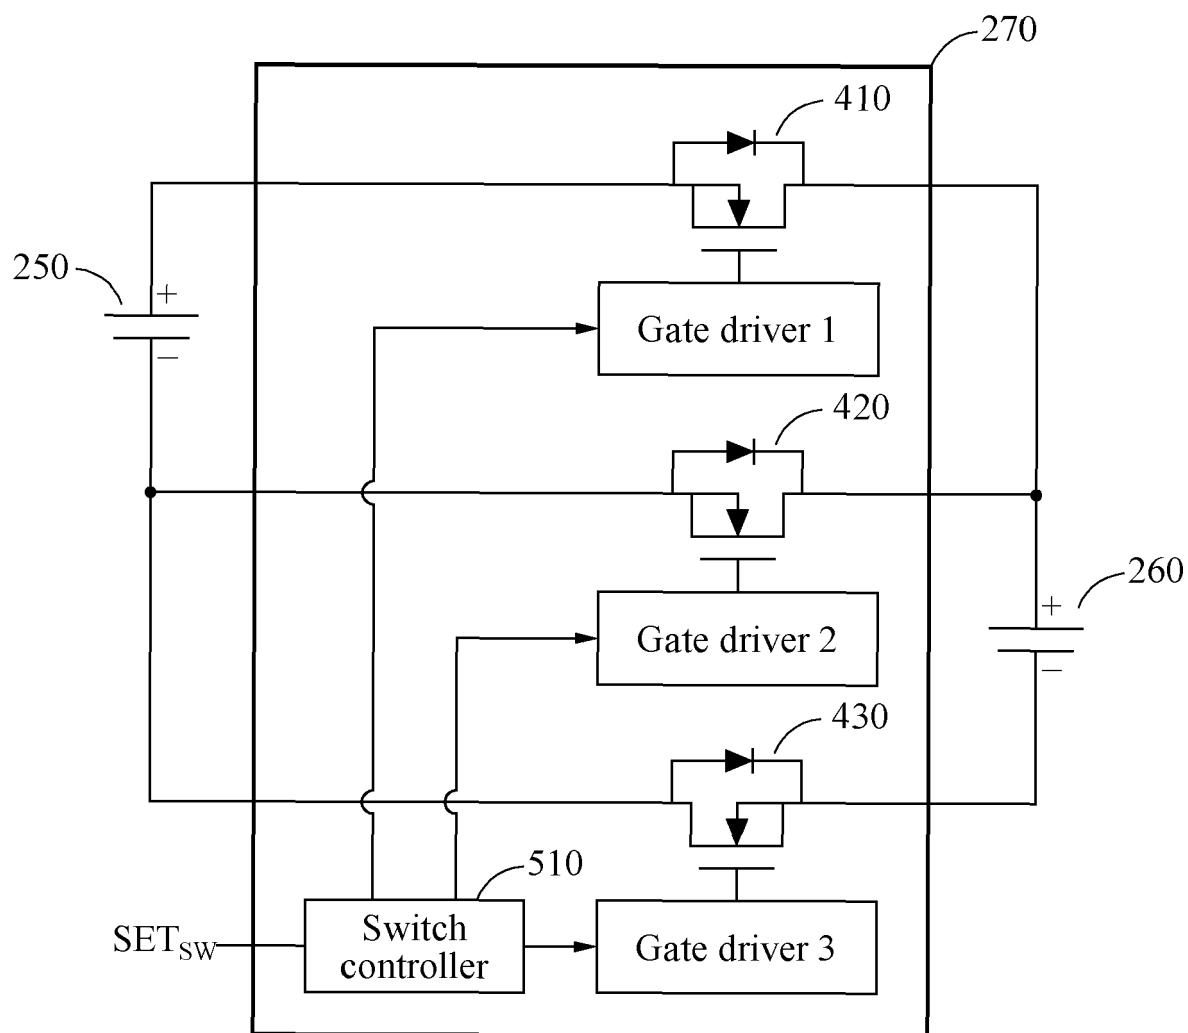 270
410
250
+
−
Gate driver 1
420
260
+
−
Gate driver 2
430
510
SETSW
Switch
controller
Gate driver 3